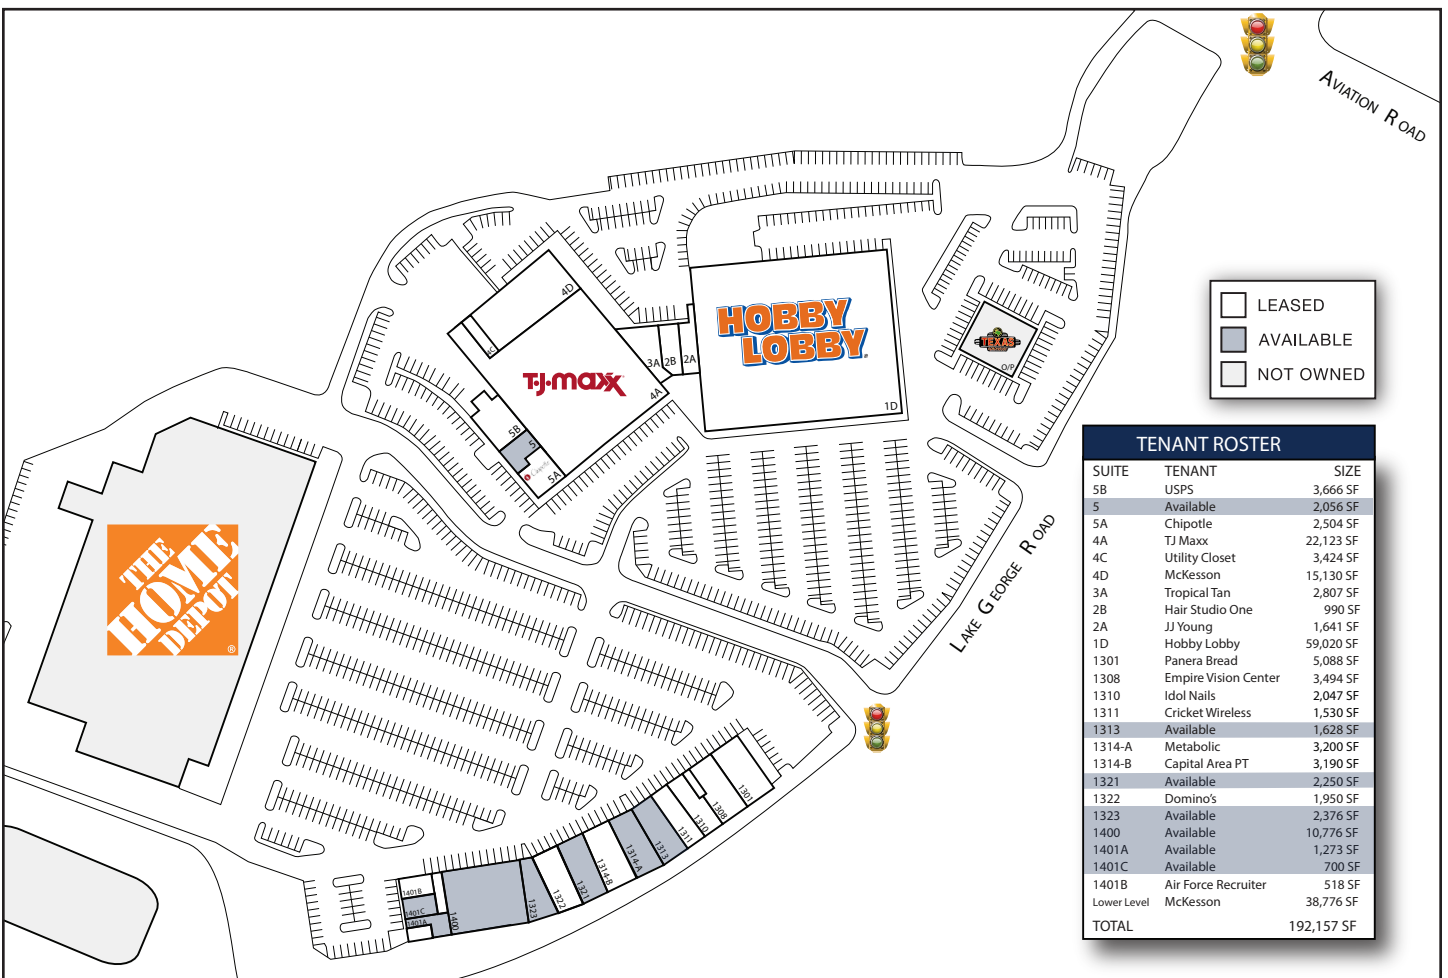 AVIATION ROAD
LEASED
AVAILABLE
NOT OWNED
4D
4C
HOBBY
LOBBY
TEXAS
O/P
3A
2B
2A
T·J·maxx
4A
1D
5B
5
5A
THE
HOME
DEPOT
®
LAKE GEORGE ROAD
TENANT ROSTER
SUITE TENANT SIZE
5B USPS 3,666 SF
5 Available 2,056 SF
5A Chipotle 2,504 SF
4A TJ Maxx 22,123 SF
4C Utility Closet 3,424 SF
4D McKesson 15,130 SF
3A Tropical Tan 2,807 SF
2B Hair Studio One 990 SF
2A JJ Young 1,641 SF
1D Hobby Lobby 59,020 SF
1301 Panera Bread 5,088 SF
1308 Empire Vision Center 3,494 SF
1310 Idol Nails 2,047 SF
1311 Cricket Wireless 1,530 SF
1313 Available 1,628 SF
1314-A Metabolic 3,200 SF
1314-B Capital Area PT 3,190 SF
1321 Available 2,250 SF
1322 Domino's 1,950 SF
1323 Available 2,376 SF
1400 Available 10,776 SF
1401A Available 1,273 SF
1401C Available 700 SF
1401B Air Force Recruiter 518 SF
Lower Level McKesson 38,776 SF
TOTAL 192,157 SF
1301
1308
1310
1311
1313
1314-A
1314-B
1321
1322
1323
1400
1401B
1401C
1401A